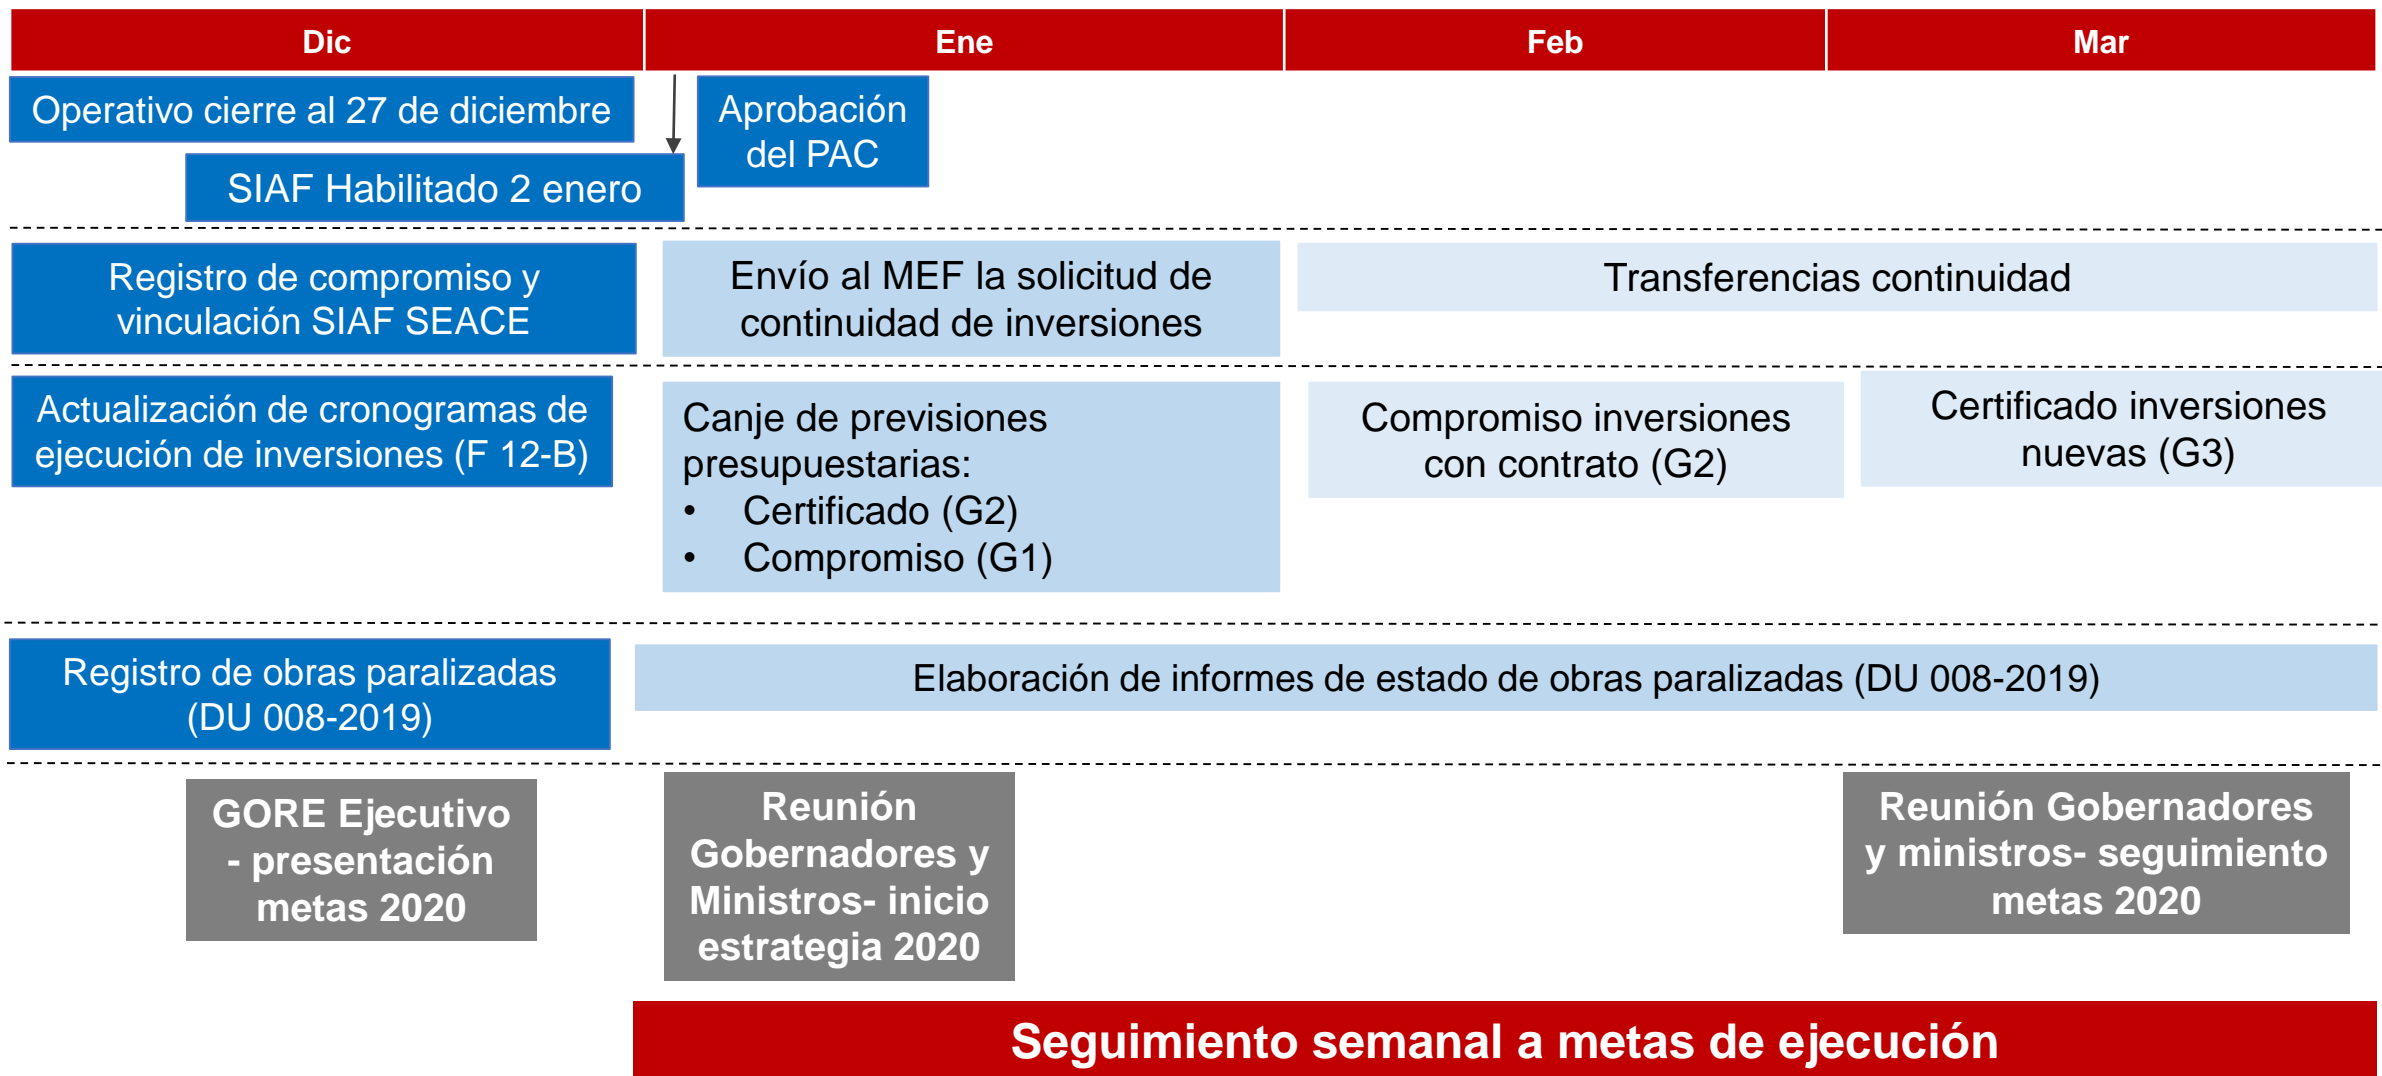 Dic
Ene
Feb
Mar
Operativo cierre al 27 de diciembre
SIAF Habilitado 2 enero
Aprobación
del PAC
Registro de compromiso y
vinculación SIAF SEACE
Envío al MEF la solicitud de
continuidad de inversiones
Transferencias continuidad
Actualización de cronogramas de
ejecución de inversiones (F 12-B)
Canje de previsiones
presupuestarias:
• Certificado (G2)
• Compromiso (G1)
Compromiso inversiones
con contrato (G2)
Certificado inversiones
nuevas (G3)
Registro de obras paralizadas
(DU 008-2019)
Elaboración de informes de estado de obras paralizadas (DU 008-2019)
GORE Ejecutivo
- presentación
metas 2020
Reunión
Gobernadores y
Ministros- inicio
estrategia 2020
Reunión Gobernadores
y ministros- seguimiento
metas 2020
Seguimiento semanal a metas de ejecución